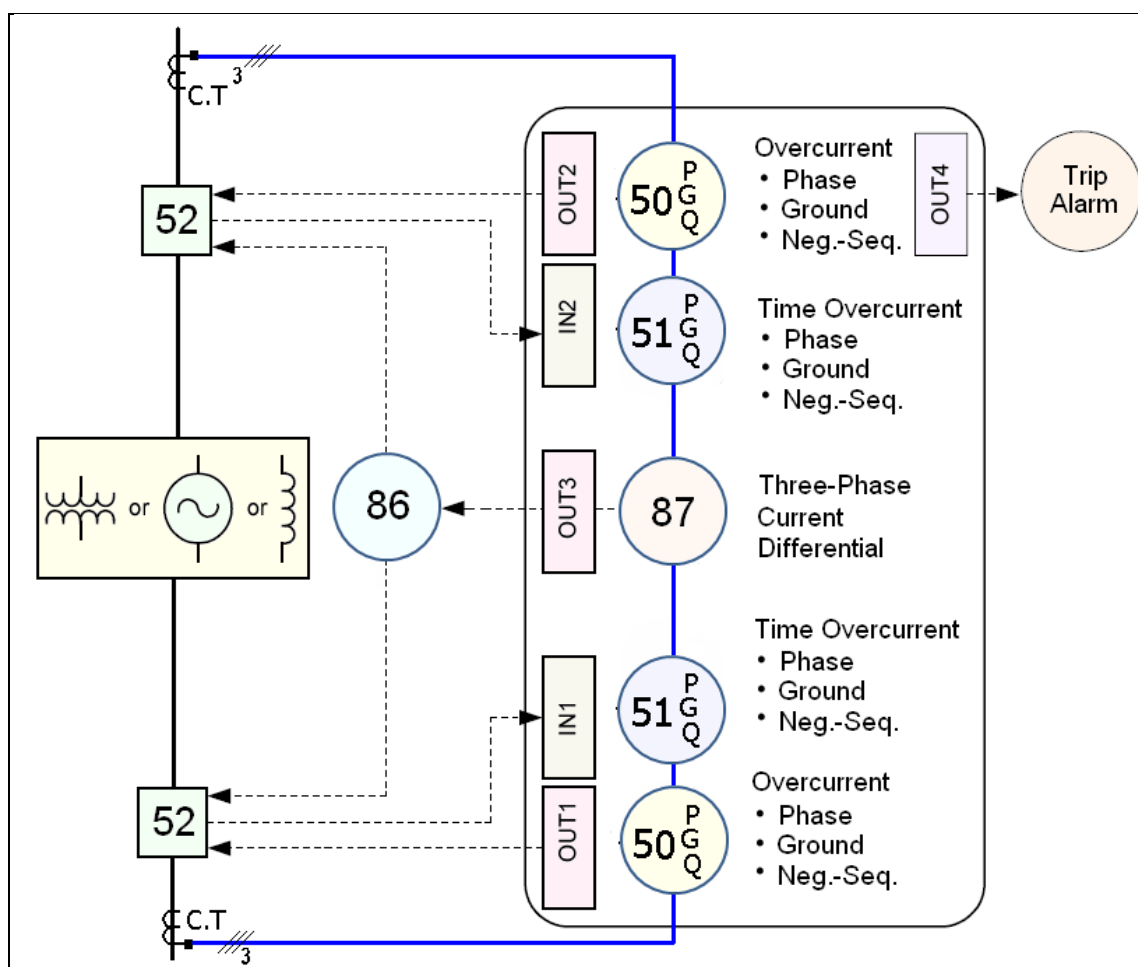 3
C.T
OUT2
50 P G Q
Overcurrent
• Phase
• Ground
• Neg.-Seq.
OUT4
Trip
Alarm
52
IN2
51 P G Q
Time Overcurrent
• Phase
• Ground
• Neg.-Seq.
or
or
86
OUT3
87
Three-Phase
Current
Differential
IN1
51 P G Q
Time Overcurrent
• Phase
• Ground
• Neg.-Seq.
52
OUT1
50 P G Q
Overcurrent
• Phase
• Ground
• Neg.-Seq.
C.T
3